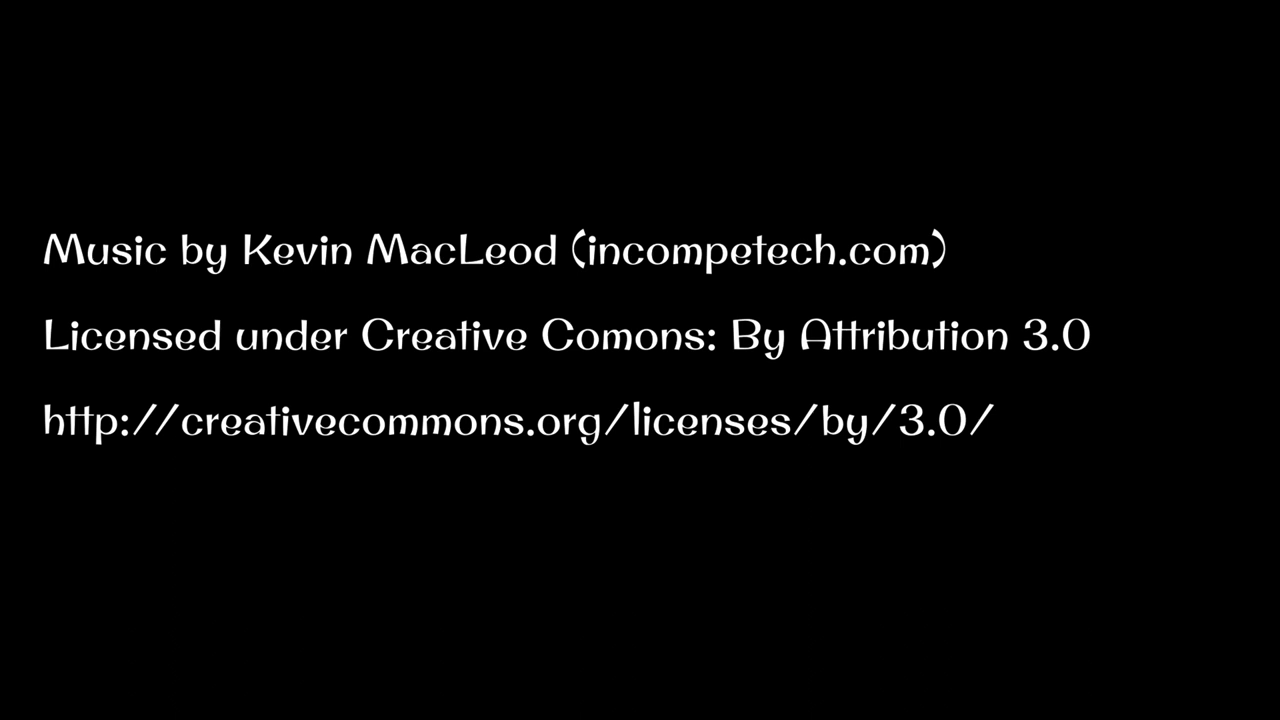 Music by Kevin MacLeod (incompetech.com)
Licensed under Creative Comons: By Attribution 3.0
http://creativecommons.org/licenses/by/3.0/